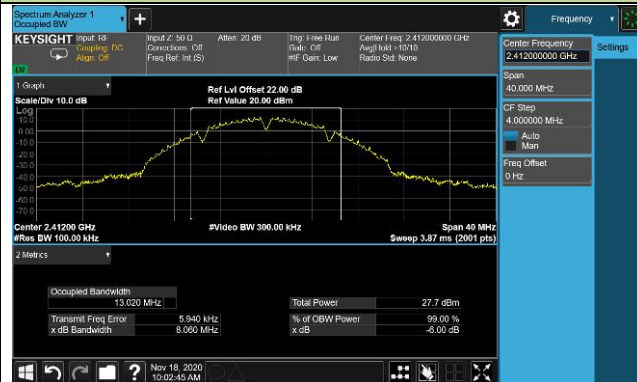 Spectrum Analyzer 1
Occupied BW
+
Frequency
KEYSIGHT
Input: RF
Coupling: DC
Align: Off
Input Z: 50 Ω
Corrections: Off
Freq Ref: Int (S)
Atten: 20 dB
Trig: Free Run
Gate: Off
#IF Gain: Low
Center Freq: 2.412000000 GHz
Avg|Hold >10/10
Radio Std: None
Center Frequency
2.412000000 GHz
Settings
Span
40.000 MHz
CF Step
4.000000 MHz
Auto
Man
Freq Offset
0 Hz
1 Graph
Scale/Div 10.0 dB
Ref Lvl Offset 22.00 dB
Ref Value 20.00 dBm
Log
10.0
0.00
-10.0
-20.0
-30.0
-40.0
-50.0
-60.0
-70.0
Center 2.41200 GHz
#Res BW 100.00 kHz
#Video BW 300.00 kHz
Span 40 MHz
Sweep 3.87 ms (2001 pts)
2 Metrics
Occupied Bandwidth
13.020 MHz
Transmit Freq Error 5.940 kHz
x dB Bandwidth 8.060 MHz
Total Power 27.7 dBm
% of OBW Power 99.00 %
x dB -6.00 dB
?
Nov 18, 2020
10:02:45 AM